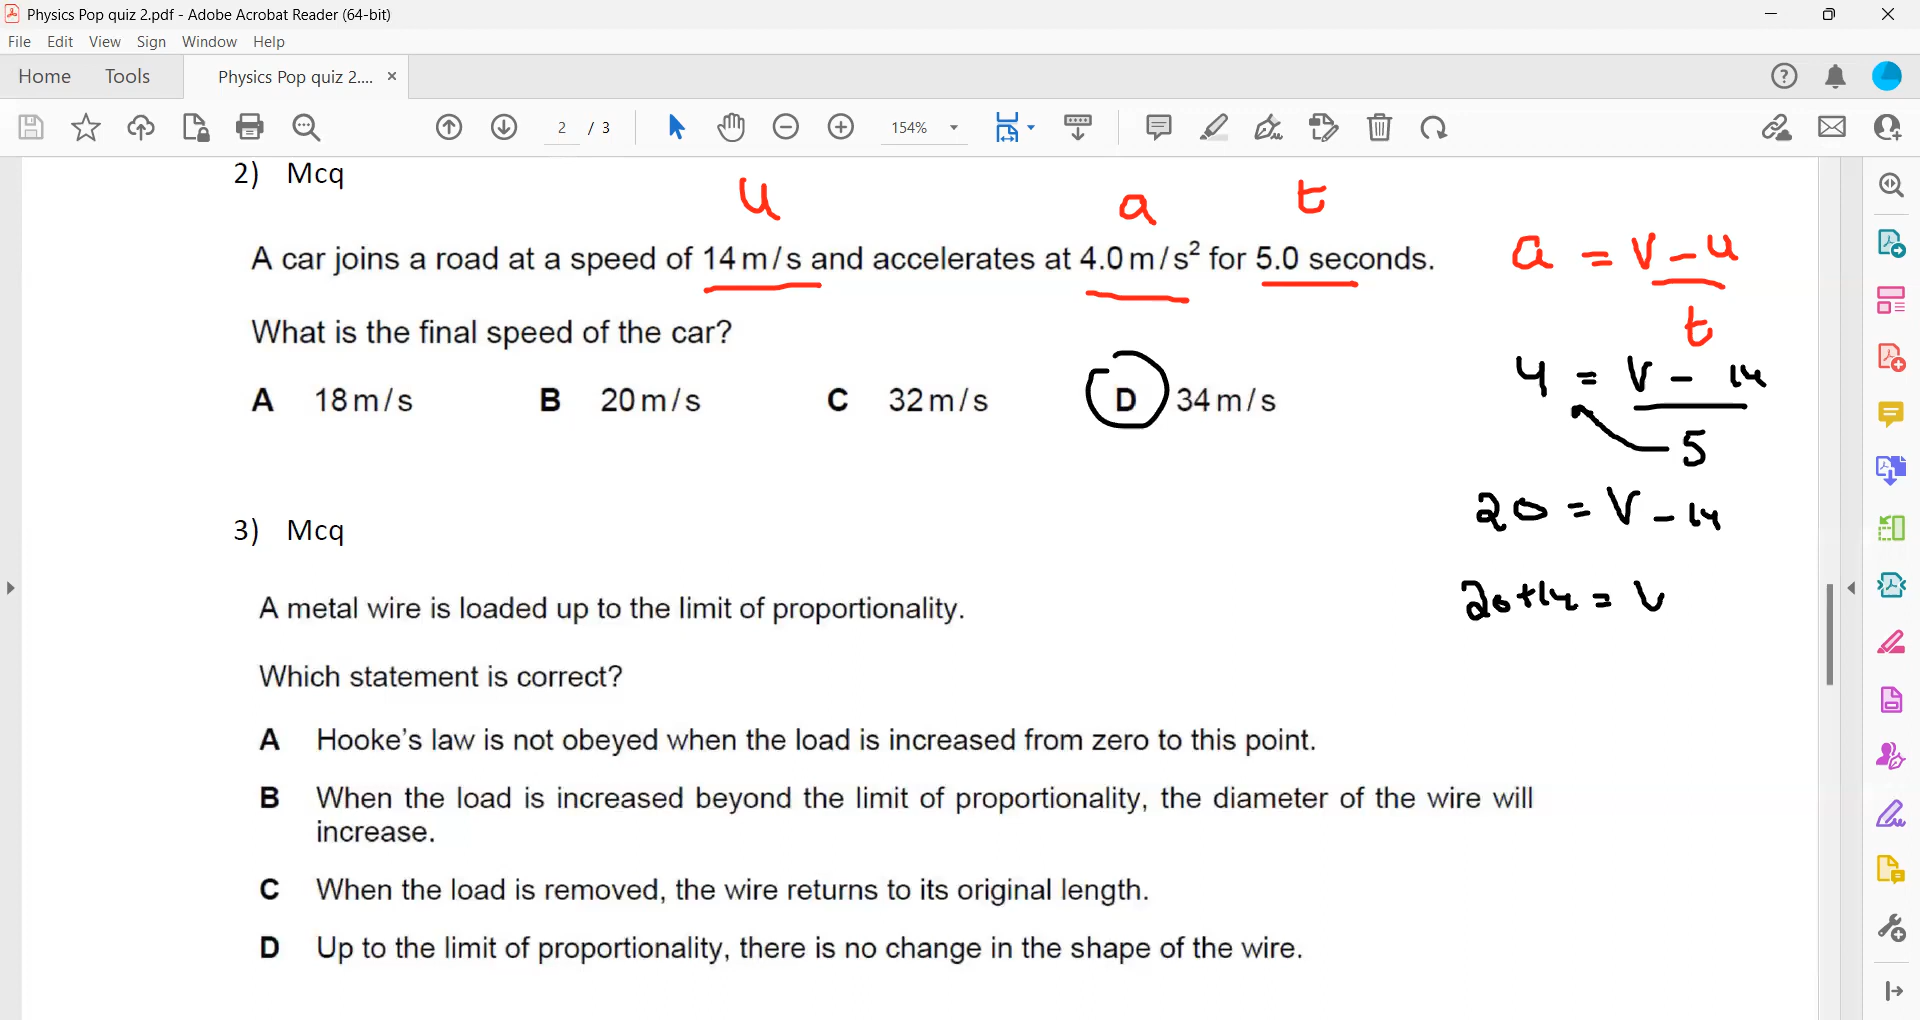 Physics Pop quiz 2.pdf - Adobe Acrobat Reader (64-bit)
File Edit View Sign Window Help
Home Tools Physics Pop quiz 2.... ×
2 / 3 154%
2) Mcq
u a t
A car joins a road at a speed of 14 m/s and accelerates at 4.0 m/s² for 5.0 seconds.
a = v - u
t
What is the final speed of the car?
4 = v - 14
5
A 18 m/s B 20 m/s C 32 m/s D 34 m/s
20 = v - 14
20+14 = v
3) Mcq
A metal wire is loaded up to the limit of proportionality.
Which statement is correct?
A Hooke's law is not obeyed when the load is increased from zero to this point.
B When the load is increased beyond the limit of proportionality, the diameter of the wire will
increase.
C When the load is removed, the wire returns to its original length.
D Up to the limit of proportionality, there is no change in the shape of the wire.